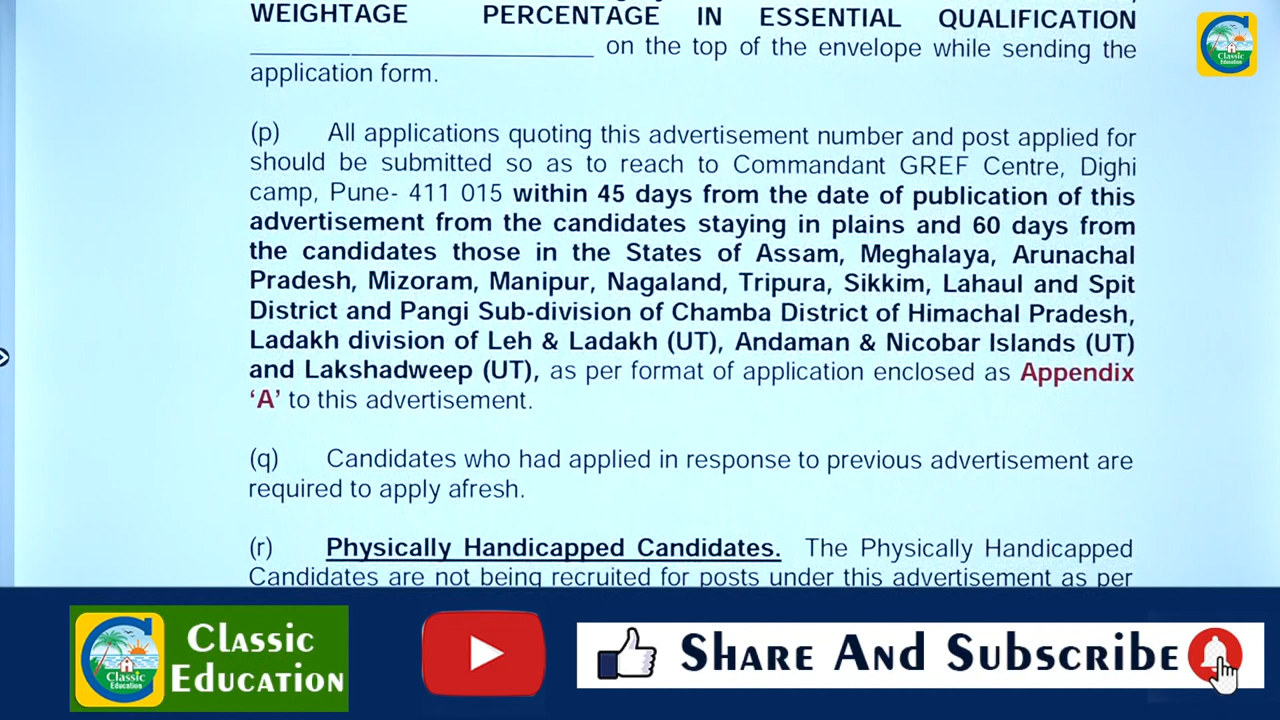 WEIGHTAGE PERCENTAGE IN ESSENTIAL QUALIFICATION
________________________ on the top of the envelope while sending the
application form.
(p) All applications quoting this advertisement number and post applied for
should be submitted so as to reach to Commandant GREF Centre, Dighi
camp, Pune- 411 015 within 45 days from the date of publication of this
advertisement from the candidates staying in plains and 60 days from
the candidates those in the States of Assam, Meghalaya, Arunachal
Pradesh, Mizoram, Manipur, Nagaland, Tripura, Sikkim, Lahaul and Spit
District and Pangi Sub-division of Chamba District of Himachal Pradesh,
Ladakh division of Leh & Ladakh (UT), Andaman & Nicobar Islands (UT)
and Lakshadweep (UT), as per format of application enclosed as Appendix
‘A’ to this advertisement.
(q) Candidates who had applied in response to previous advertisement are
required to apply afresh.
(r) Physically Handicapped Candidates. The Physically Handicapped
Candidates are not being recruited for posts under this advertisement as per
Classic
Education
Classic
Education
Classic
Education
Share And Subscribe